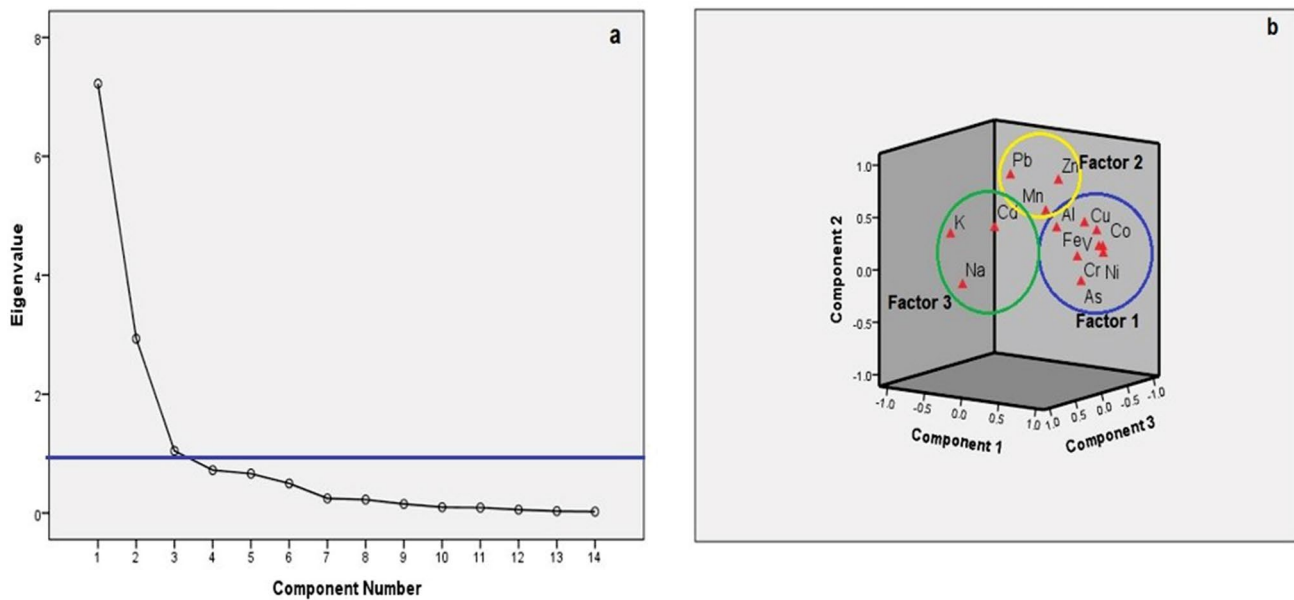 a
8
6
4
2
0
Eigenvalue
1 2 3 4 5 6 7 8 9 10 11 12 13 14
Component Number
b
Pb
Zn
Factor 2
Mn
K
Cd
Al
Cu
Co
Fe
V
Na
Cr
Ni
As
Factor 3
Factor 1
1.0
0.5
0.0
-0.5
-1.0
Component 2
-1.0 -0.5 0.0 0.5 1.0
Component 1
1.0 0.5 0.0 -0.5 -1.0
Component 3